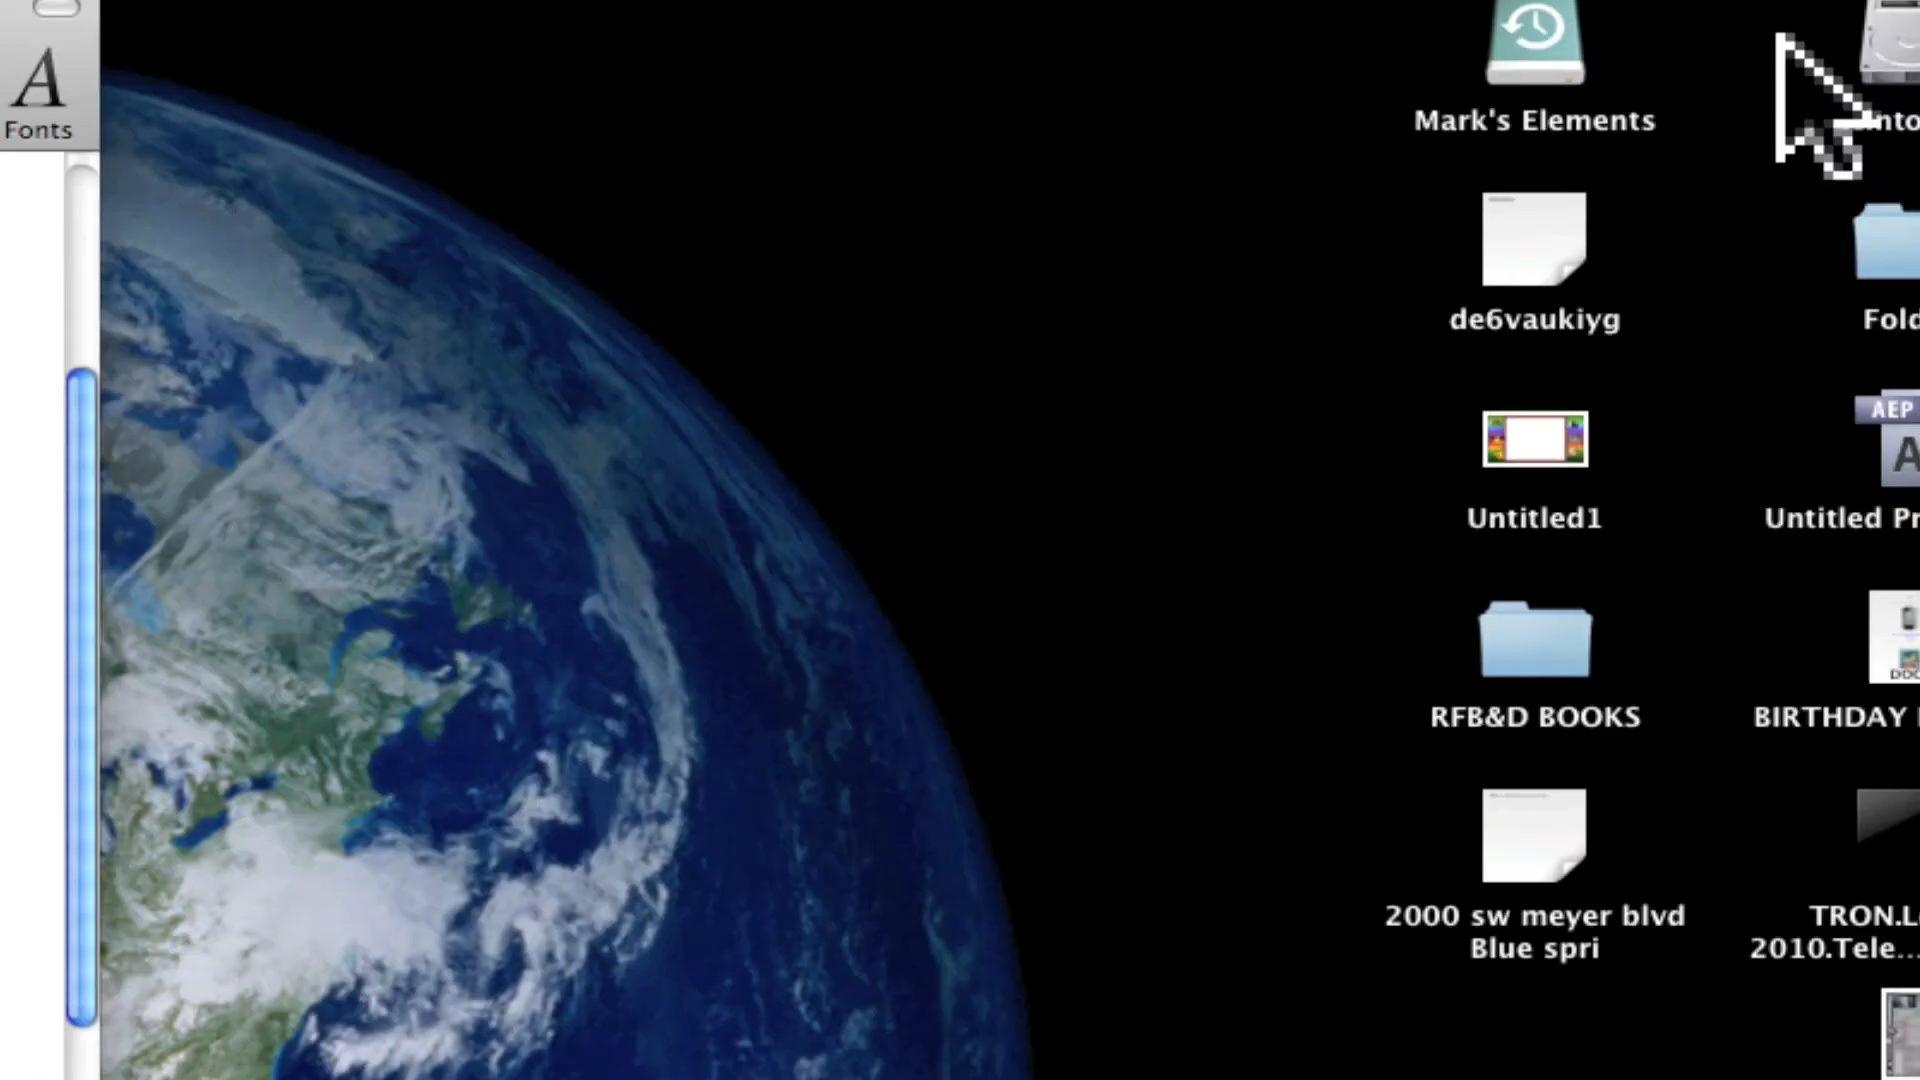 A
Fonts
Mark's Elements
de6vaukiyg
Fold
Untitled1
AEP
A
Untitled Pr
RFB&D BOOKS
BIRTHDAY
2000 sw meyer blvd
Blue spri
TRON.L
2010.Tele...